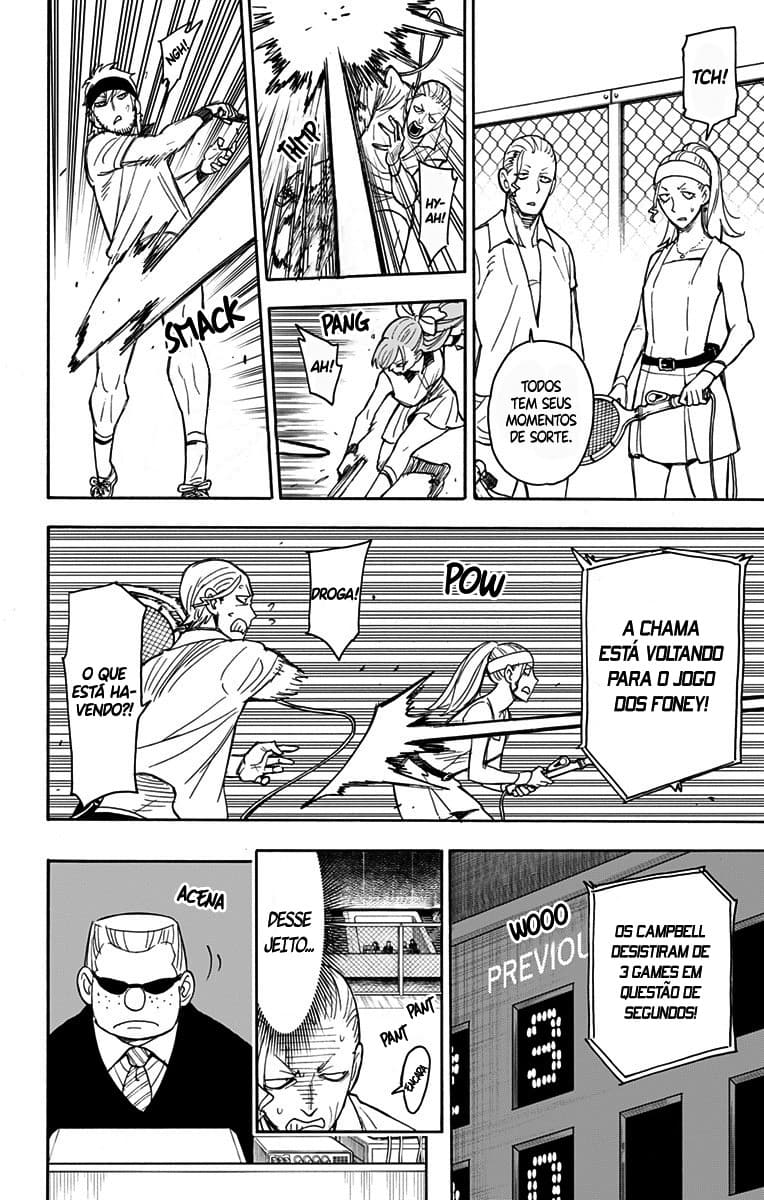 TCH!
TODOS
TEM SEUS
MOMENTOS
DE SORTE.
HY-
AH!
THMP
NGH!
SMACK
PANG
AH!
A CHAMA
ESTÁ VOLTANDO
PARA O JOGO
DOS FONEY!
POW
DROGA!
O QUE
ESTÁ HA-
VENDO?!
OS CAMPBELL
DESISTIRAM DE
3 GAMES EM
QUESTÃO DE
SEGUNDOS!
WOOO
PREVIOU
3
0
DESSE
JEITO...
PANT
PANT
ENCARA
ACENA